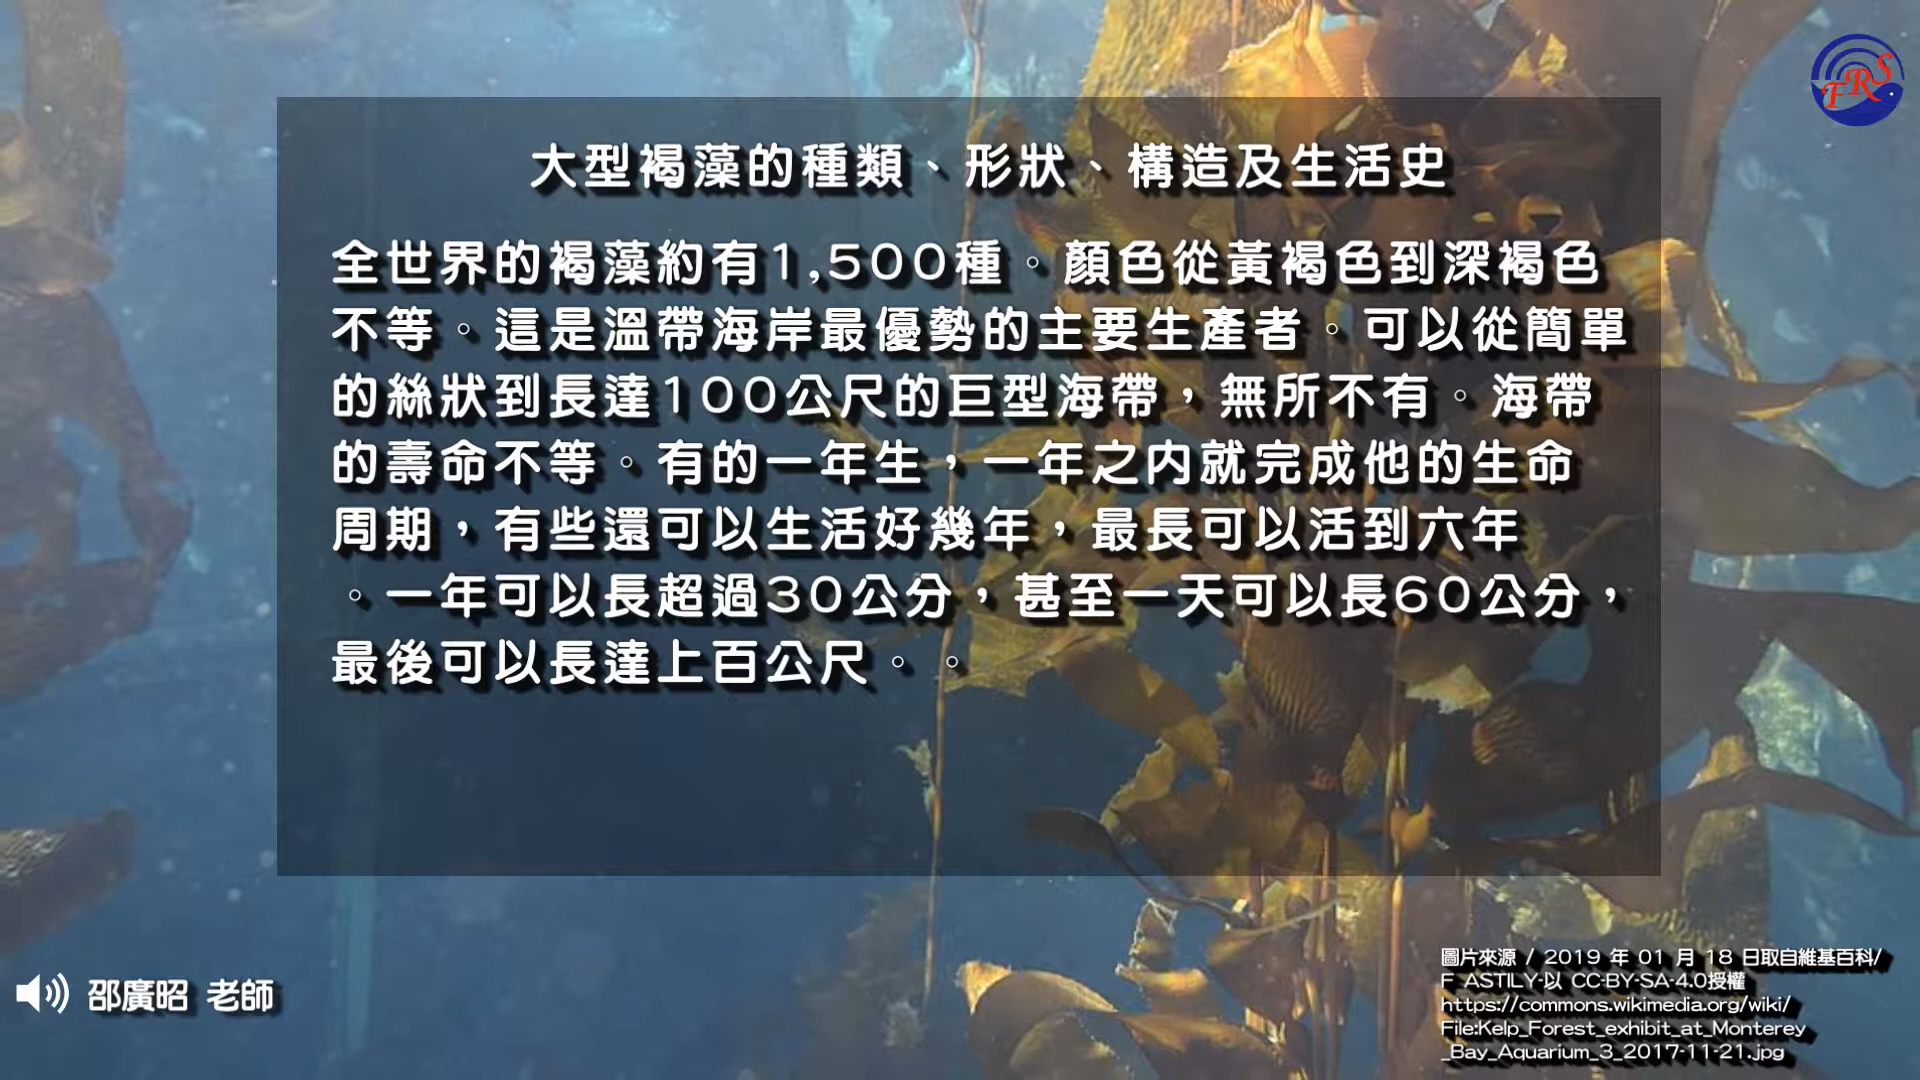 FRS
大型褐藻的種類、形狀、構造及生活史
全世界的褐藻約有1,500種。顏色從黃褐色到深褐色
不等。這是溫帶海岸最優勢的主要生產者。可以從簡單
的絲狀到長達100公尺的巨型海帶，無所不有。海帶
的壽命不等。有的一年生，一年之內就完成他的生命
周期，有些還可以生活好幾年，最長可以活到六年
。一年可以長超過30公分，甚至一天可以長60公分，
最後可以長達上百公尺。。
邵廣昭 老師
圖片來源 / 2019 年 01 月 18 日取自維基百科/
F ASTILY-以 CC-BY-SA-4.0授權
https://commons.wikimedia.org/wiki/
File:Kelp_Forest_exhibit_at_Monterey
_Bay_Aquarium_3_2017-11-21.jpg